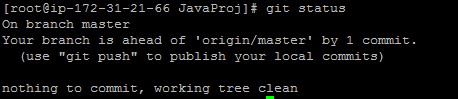 [root@ip-172-31-21-66 JavaProj]# git status
On branch master
Your branch is ahead of 'origin/master' by 1 commit.
  (use "git push" to publish your local commits)

nothing to commit, working tree clean